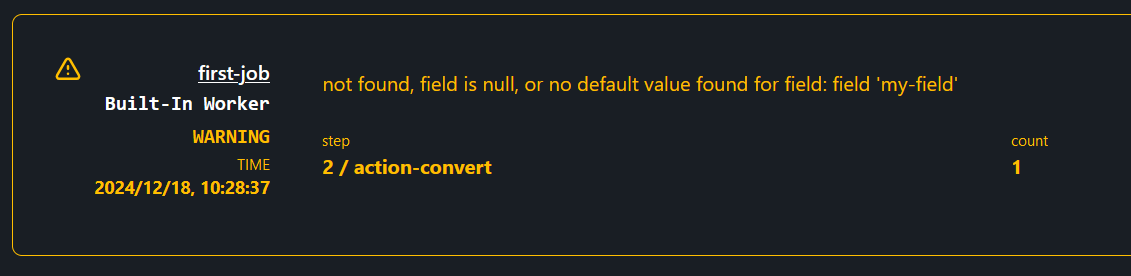 first-job
Built-In Worker
WARNING
TIME
2024/12/18, 10:28:37
not found, field is null, or no default value found for field: field 'my-field'
step
2 / action-convert
count
1